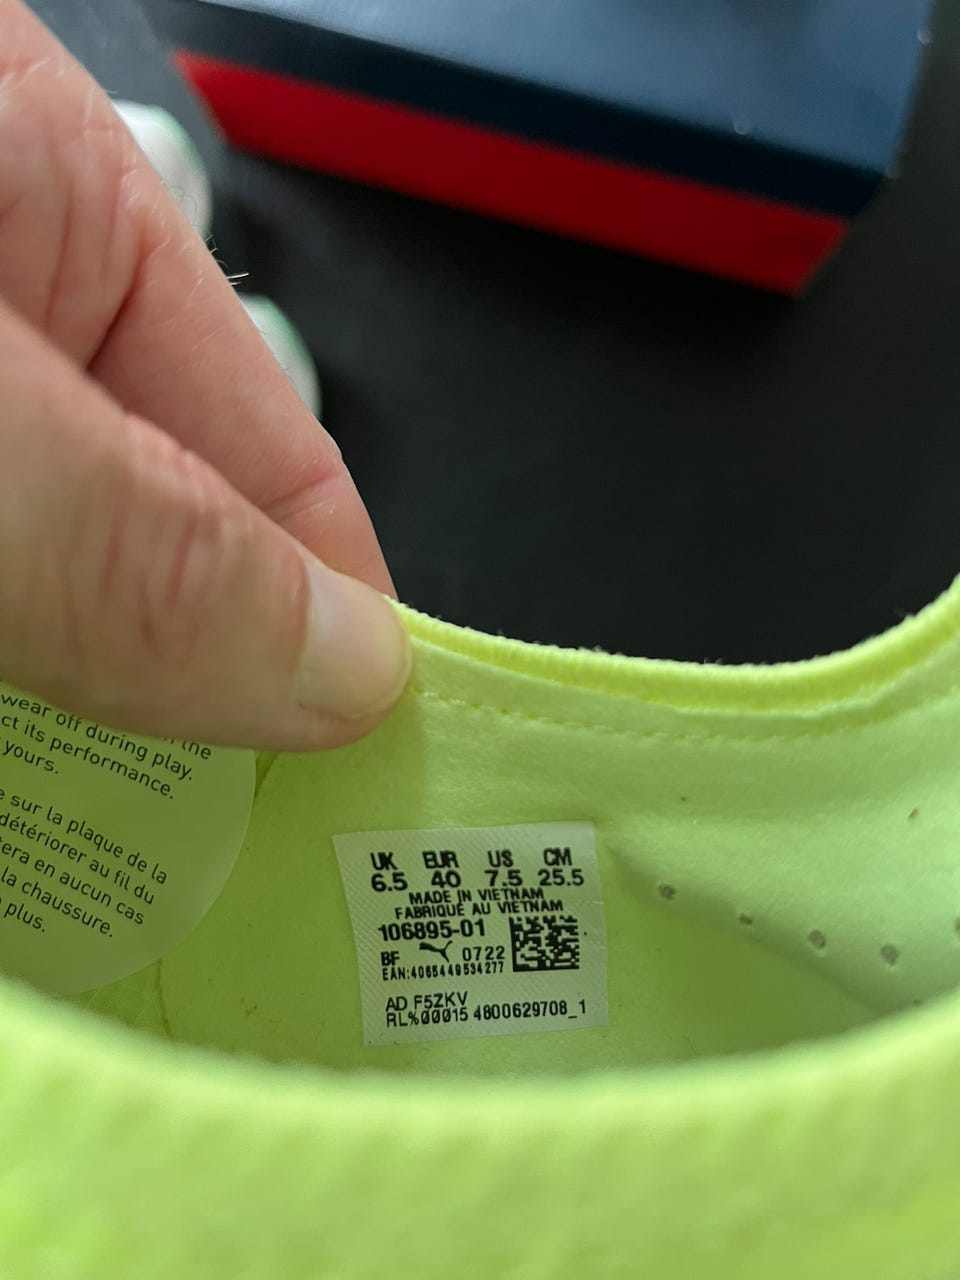 wear off during play.
the
ct its performance.
yours.
e sur la plaque de la
détériorer au fil du
era en aucun cas
la chaussure.
plus.
UK EUR US CM
6.5 40 7.5 25.5
MADE IN VIETNAM
FABRIQUÉ AU VIETNAM
106895-01
BF 0722
EAN:4065449534277
AD F5ZKV
RL%00015 4800629708_1